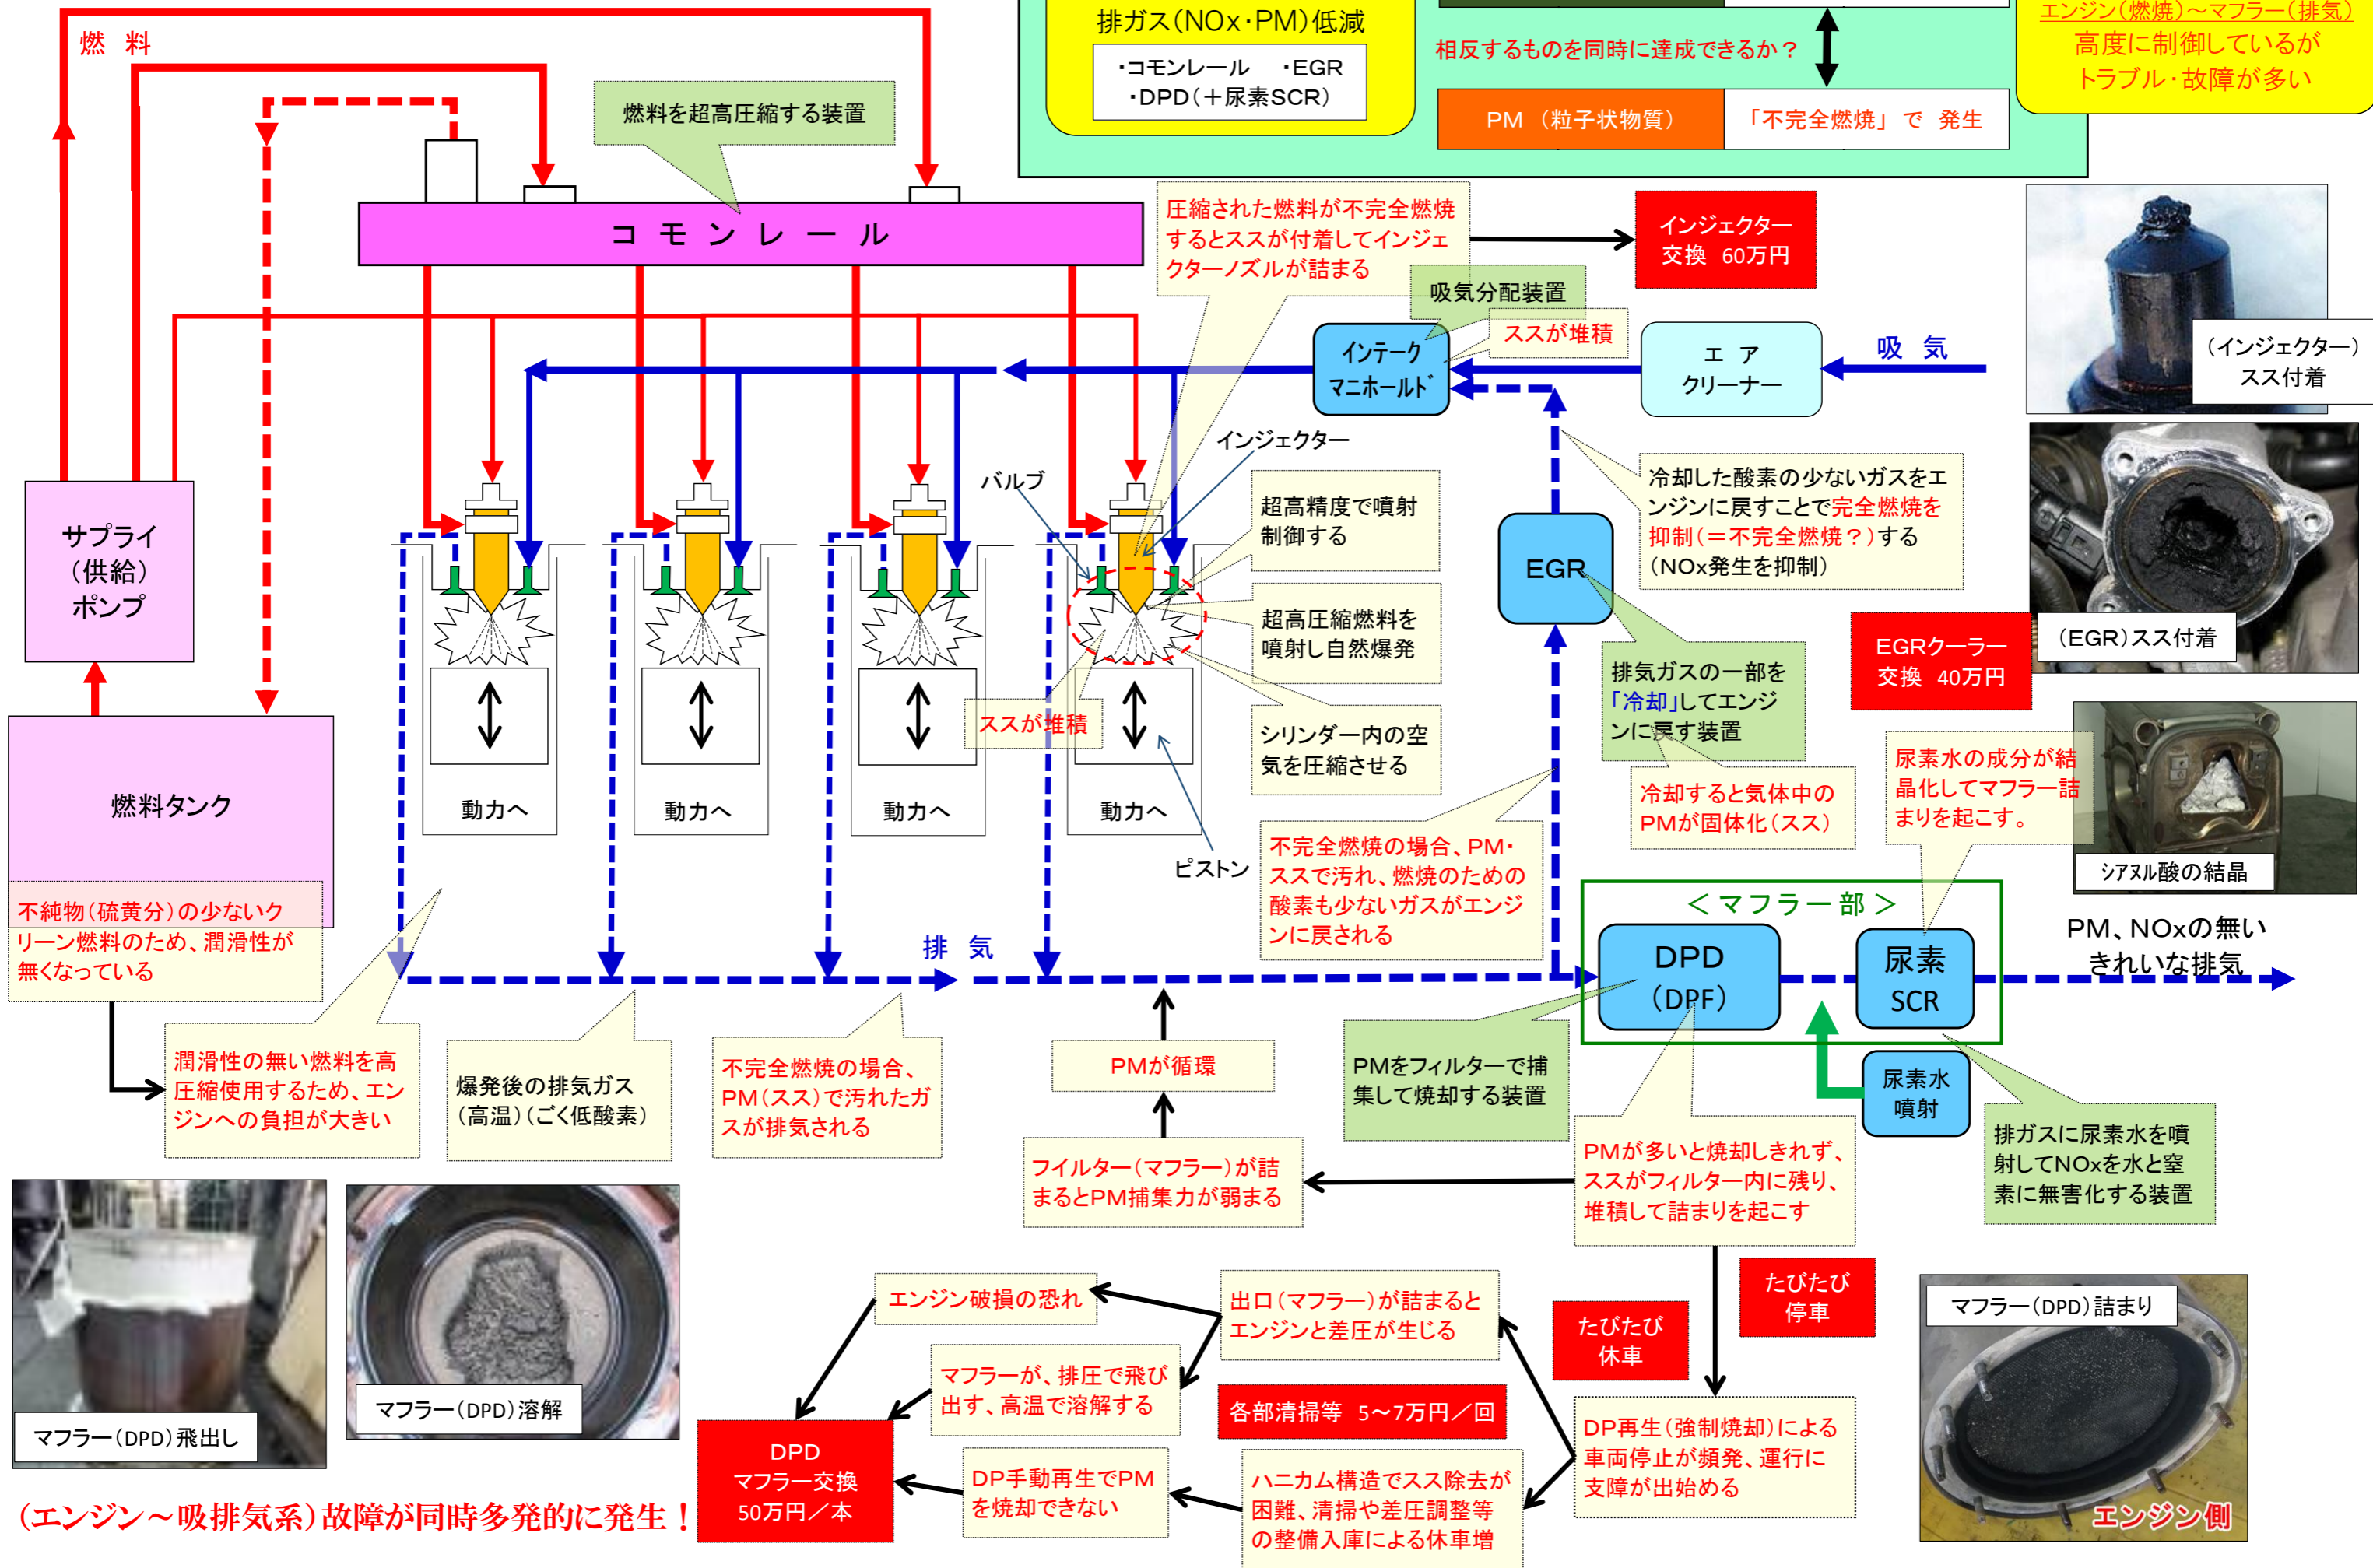 排ガス(NOx・PM)低減
・コモンレール　・EGR
・DPD(＋尿素SCR)
相反するものを同時に達成できるか？
PM (粒子状物質)
「不完全燃焼」 で 発生
エンジン(燃焼)～マフラー(排気)
高度に制御しているが
トラブル・故障が多い
燃 料
燃料を超高圧縮する装置
コ モ ン レ ー ル
圧縮された燃料が不完全燃焼
するとススが付着してインジェ
クターノズルが詰まる
インジェクター
交換 60万円
吸気分配装置
ススが堆積
インテーク
マニホールド
エ ア
クリーナー
吸 気
(インジェクター)
スス付着
バルブ
インジェクター
超高精度で噴射
制御する
冷却した酸素の少ないガスをエ
ンジンに戻すことで完全燃焼を
抑制(＝不完全燃焼？)する
(NOx発生を抑制)
サプライ
(供給)
ポンプ
EGR
超高圧縮燃料を
噴射し自然爆発
(EGR)スス付着
EGRクーラー
交換 40万円
排気ガスの一部を
「冷却」してエンジ
ンに戻す装置
ススが堆積
シリンダー内の空
気を圧縮させる
燃料タンク
動力へ
動力へ
動力へ
動力へ
冷却すると気体中の
PMが固体化(スス)
尿素水の成分が結
晶化してマフラー詰
まりを起こす。
シアヌル酸の結晶
ピストン
不完全燃焼の場合、PM・
ススで汚れ、燃焼のための
酸素も少ないガスがエンジ
ンに戻される
不純物(硫黄分)の少ないク
リーン燃料のため、潤滑性が
無くなっている
排 気
＜マフラー部＞
DPD
(DPF)
尿素
SCR
PM、NOxの無い
きれいな排気
潤滑性の無い燃料を高
圧縮使用するため、エン
ジンへの負担が大きい
爆発後の排気ガス
(高温)(ごく低酸素)
不完全燃焼の場合、
PM(スス)で汚れたガ
スが排気される
PMが循環
PMをフィルターで捕
集して焼却する装置
尿素水
噴射
排ガスに尿素水を噴
射してNOxを水と窒
素に無害化する装置
フイルター(マフラー)が詰
まるとPM捕集力が弱まる
PMが多いと焼却しきれず、
ススがフィルター内に残り、
堆積して詰まりを起こす
エンジン破損の恐れ
出口(マフラー)が詰まると
エンジンと差圧が生じる
たびたび
休車
たびたび
停車
マフラー(DPD)詰まり
マフラー(DPD)飛出し
マフラー(DPD)溶解
マフラーが、排圧で飛び
出す、高温で溶解する
各部清掃等 5～7万円／回
DP再生(強制焼却)による
車両停止が頻発、運行に
支障が出始める
DPD
マフラー交換
50万円／本
DP手動再生でPM
を焼却できない
ハニカム構造でスス除去が
困難、清掃や差圧調整等
の整備入庫による休車増
エンジン側
(エンジン～吸排気系)故障が同時多発的に発生！